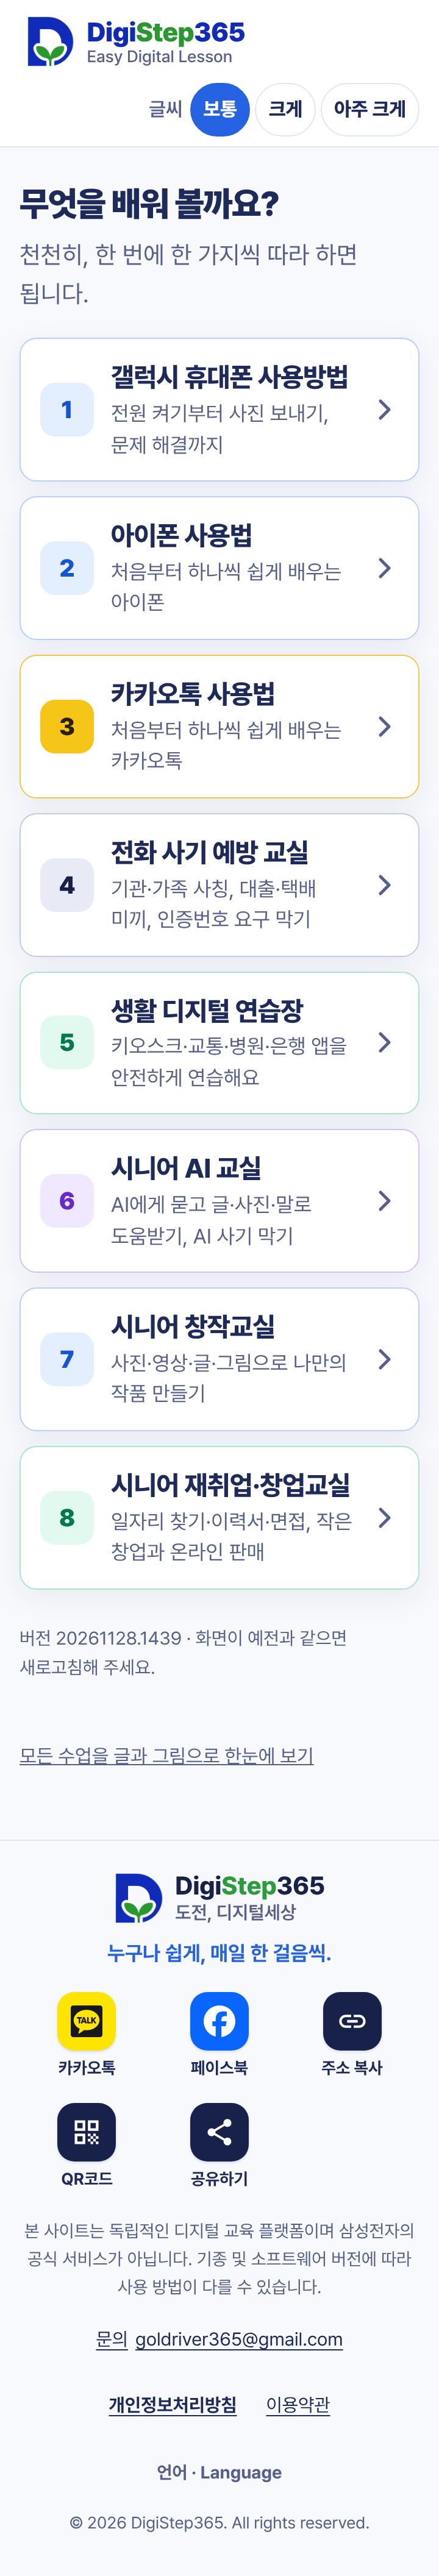 DigiStep365
Easy Digital Lesson
글씨 보통 크게 아주 크게
무엇을 배워 볼까요?
천천히, 한 번에 한 가지씩 따라 하면
됩니다.
1
갤럭시 휴대폰 사용방법
전원 켜기부터 사진 보내기,
문제 해결까지
2
아이폰 사용법
처음부터 하나씩 쉽게 배우는
아이폰
3
카카오톡 사용법
처음부터 하나씩 쉽게 배우는
카카오톡
4
전화 사기 예방 교실
기관·가족 사칭, 대출·택배
미끼, 인증번호 요구 막기
5
생활 디지털 연습장
키오스크·교통·병원·은행 앱을
안전하게 연습해요
6
시니어 AI 교실
AI에게 묻고 글·사진·말로
도움받기, AI 사기 막기
7
시니어 창작교실
사진·영상·글·그림으로 나만의
작품 만들기
8
시니어 재취업·창업교실
일자리 찾기·이력서·면접, 작은
창업과 온라인 판매
버전 20261128.1439 · 화면이 예전과 같으면
새로고침해 주세요.
모든 수업을 글과 그림으로 한눈에 보기
DigiStep365
도전, 디지털세상
누구나 쉽게, 매일 한 걸음씩.
TALK
카카오톡 페이스북 주소 복사
QR코드 공유하기
본 사이트는 독립적인 디지털 교육 플랫폼이며 삼성전자의
공식 서비스가 아닙니다. 기종 및 소프트웨어 버전에 따라
사용 방법이 다를 수 있습니다.
문의 goldriver365@gmail.com
개인정보처리방침 이용약관
언어 · Language
© 2026 DigiStep365. All rights reserved.